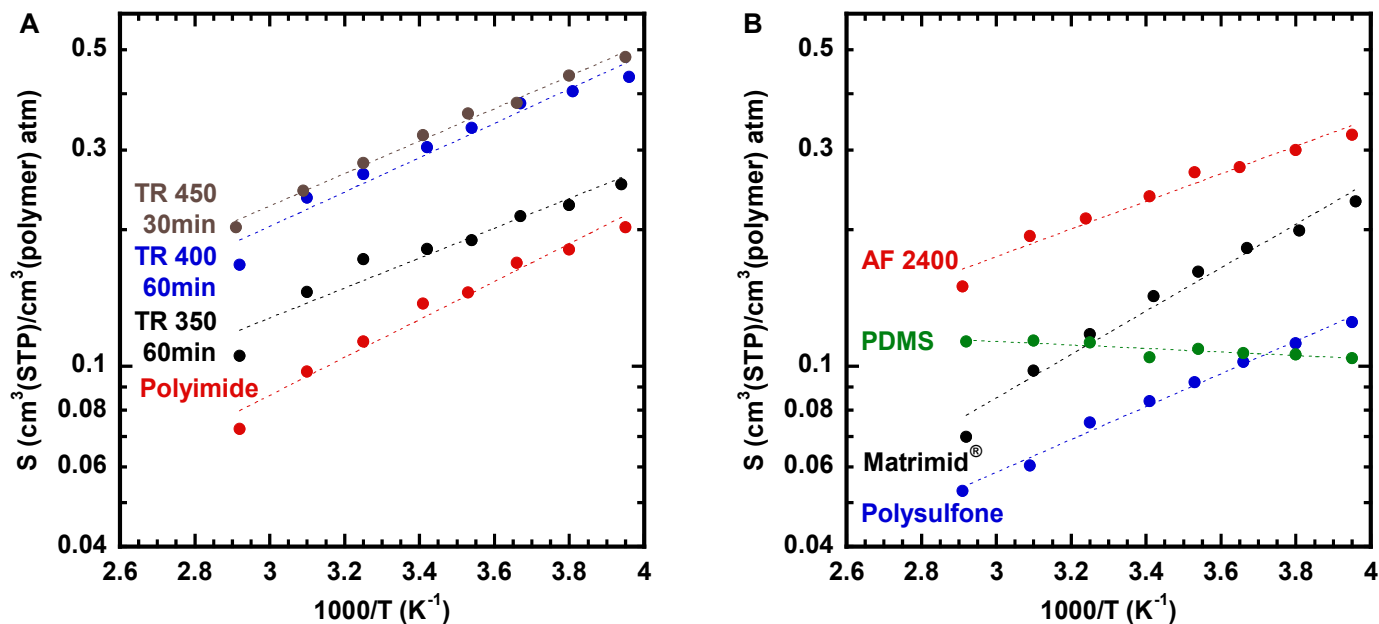 A
B
S (cm³(STP)/cm³(polymer) atm)
0.5
0.3
0.2
0.1
0.08
0.06
0.04
TR 450
30min
TR 400
60min
TR 350
60min
Polyimide
2.6 2.8 3 3.2 3.4 3.6 3.8 4
1000/T (K⁻¹)
S (cm³(STP)/cm³(polymer) atm)
0.5
0.3
0.2
0.1
0.08
0.06
0.04
AF 2400
PDMS
Matrimid®
Polysulfone
2.6 2.8 3 3.2 3.4 3.6 3.8 4
1000/T (K⁻¹)